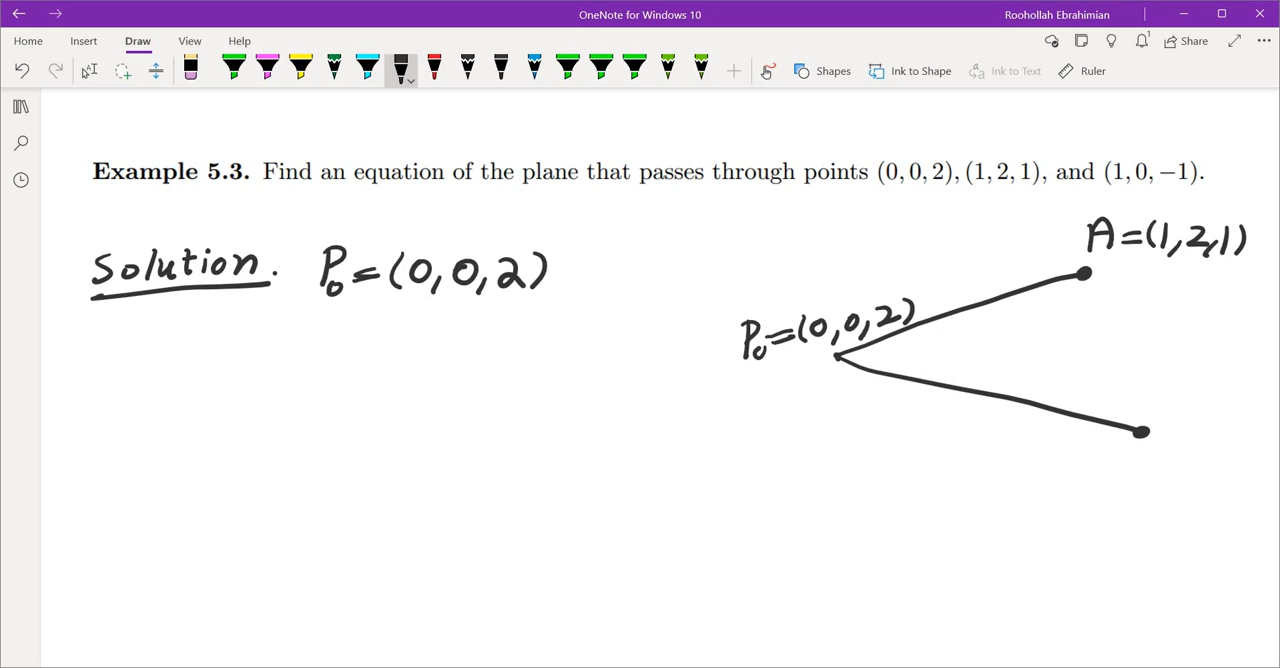 OneNote for Windows 10
Roohollah Ebrahimian
Home Insert Draw View Help
Share
Shapes Ink to Shape Ink to Text Ruler
Example 5.3. Find an equation of the plane that passes through points (0, 0, 2), (1, 2, 1), and (1, 0, −1).
Solution. P₀=(0,0,2)
A=(1,2,1)
P₀=(0,0,2)